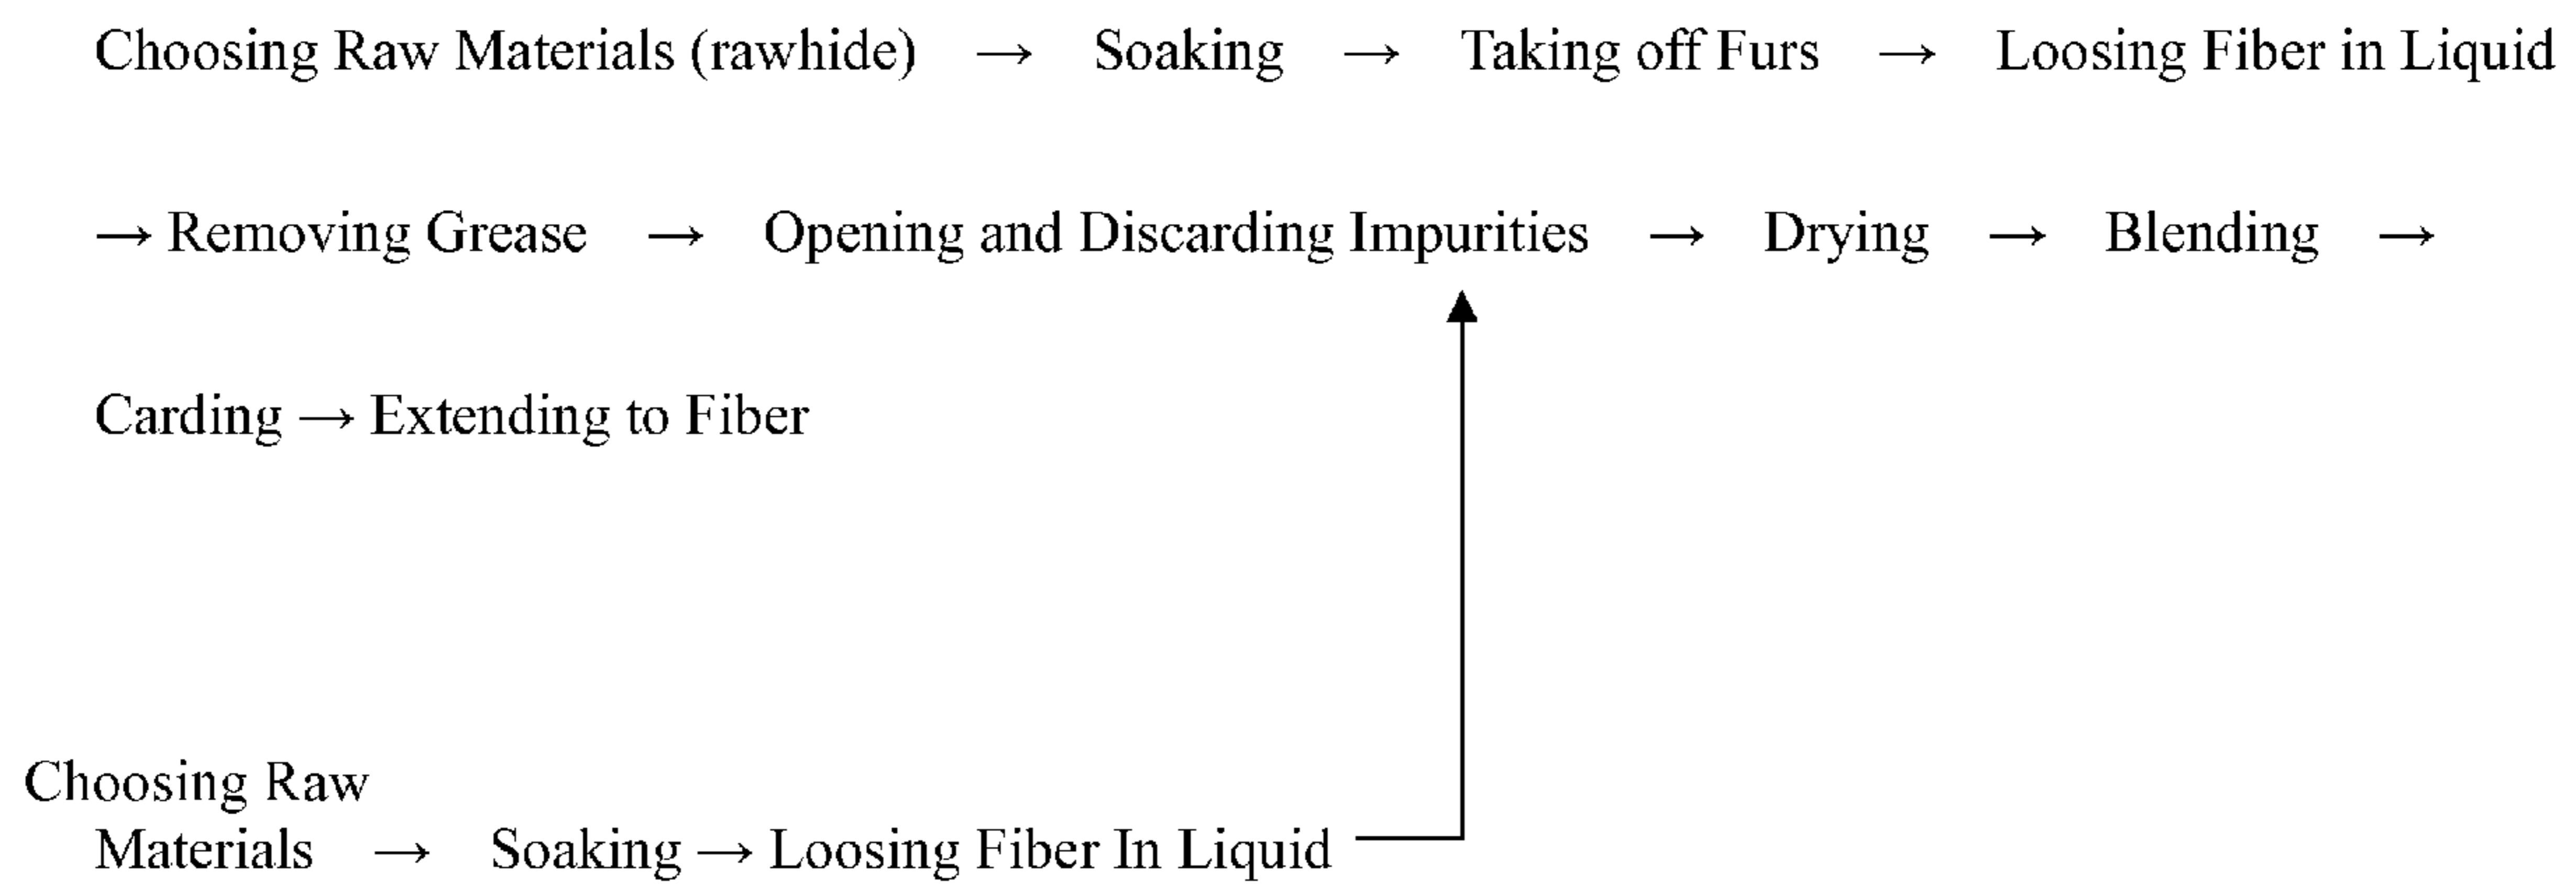 Choosing Raw Materials (rawhide) → Soaking → Taking off Furs → Loosing Fiber in Liquid
→ Removing Grease → Opening and Discarding Impurities → Drying → Blending →
Carding → Extending to Fiber
Choosing Raw
Materials → Soaking → Loosing Fiber In Liquid